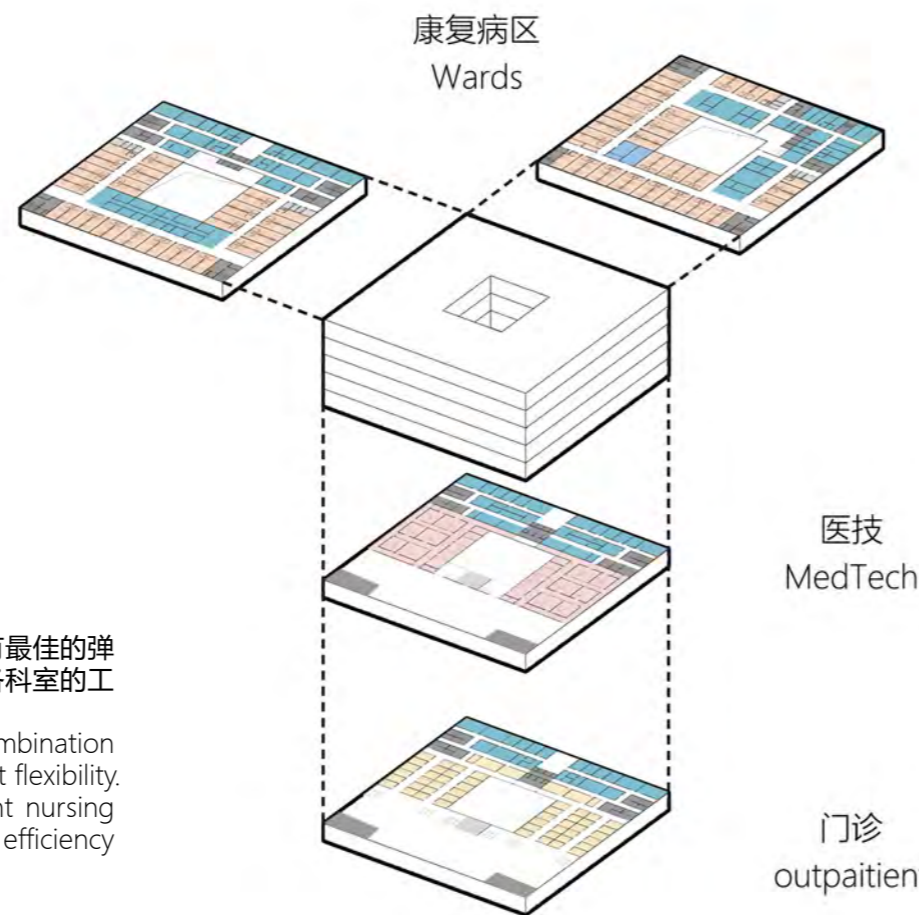 康复病区
Wards
医技
MedTech
最佳的弹
科室的工
mbination
t flexibility.
nt nursing
efficiency
门诊
outpaitien